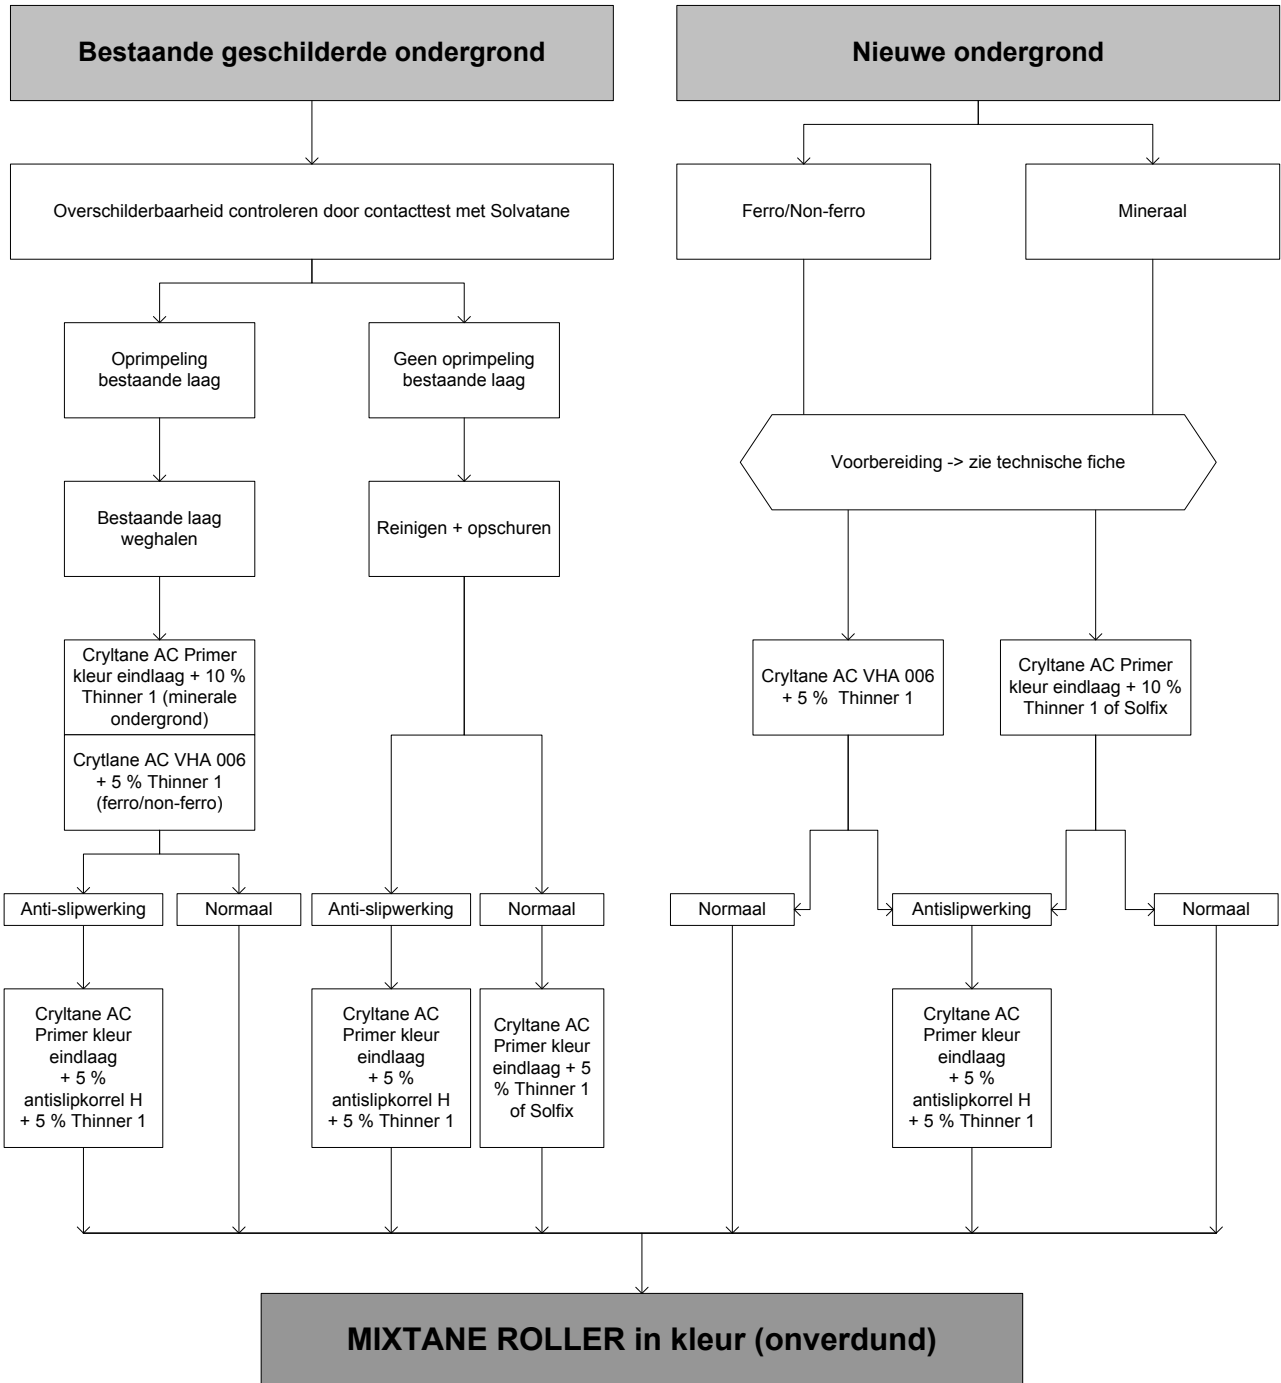 Bestaande geschilderde ondergrond
Nieuwe ondergrond
Overschilderbaarheid controleren door contacttest met Solvatane
Ferro/Non-ferro
Mineraal
Oprimpeling
bestaande laag
Geen oprimpeling
bestaande laag
Voorbereiding -> zie technische fiche
Bestaande laag
weghalen
Reinigen + opschuren
Cryltane AC Primer
kleur eindlaag + 10 %
Thinner 1 (minerale
ondergrond)
Crytlane AC VHA 006
+ 5 % Thinner 1
(ferro/non-ferro)
Cryltane AC VHA 006
+ 5 % Thinner 1
Cryltane AC Primer
kleur eindlaag + 10 %
Thinner 1 of Solfix
Anti-slipwerking
Normaal
Anti-slipwerking
Normaal
Normaal
Antislipwerking
Normaal
Cryltane AC
Primer kleur
eindlaag
+ 5 %
antislipkorrel H
+ 5 % Thinner 1
Cryltane AC
Primer kleur
eindlaag
+ 5 %
antislipkorrel H
+ 5 % Thinner 1
Cryltane AC
Primer kleur
eindlaag + 5
% Thinner 1
of Solfix
Cryltane AC
Primer kleur
eindlaag
+ 5 %
antislipkorrel H
+ 5 % Thinner 1
MIXTANE ROLLER in kleur (onverdund)